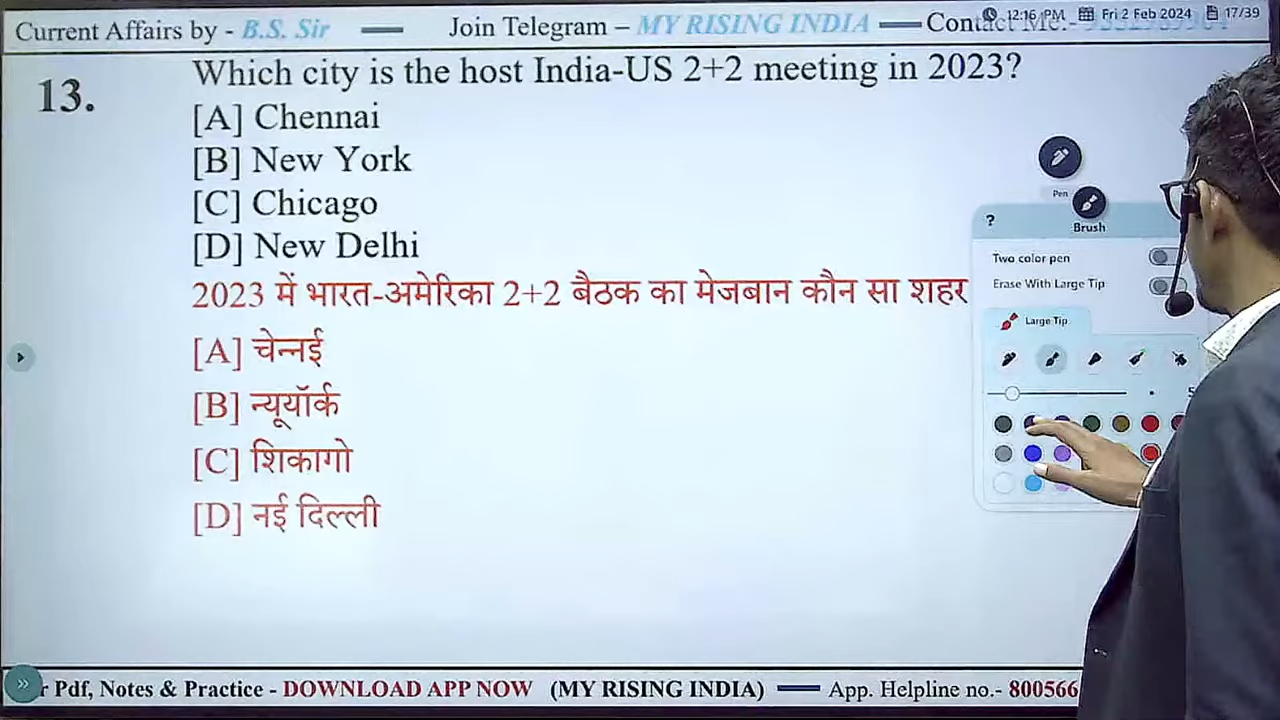 Current Affairs by - B.S. Sir — Join Telegram – MY RISING INDIA — Contact Me:-
12:16 PM Fri 2 Feb 2024 17/39
13. Which city is the host India-US 2+2 meeting in 2023?
[A] Chennai
[B] New York
[C] Chicago
[D] New Delhi
2023 में भारत-अमेरिका 2+2 बैठक का मेजबान कौन सा शहर
[A] चेन्नई
[B] न्यूयॉर्क
[C] शिकागो
[D] नई दिल्ली
Pen
?
Brush
Two color pen
Erase With Large Tip
Large Tip
r Pdf, Notes & Practice - DOWNLOAD APP NOW (MY RISING INDIA) — App. Helpline no.- 800566